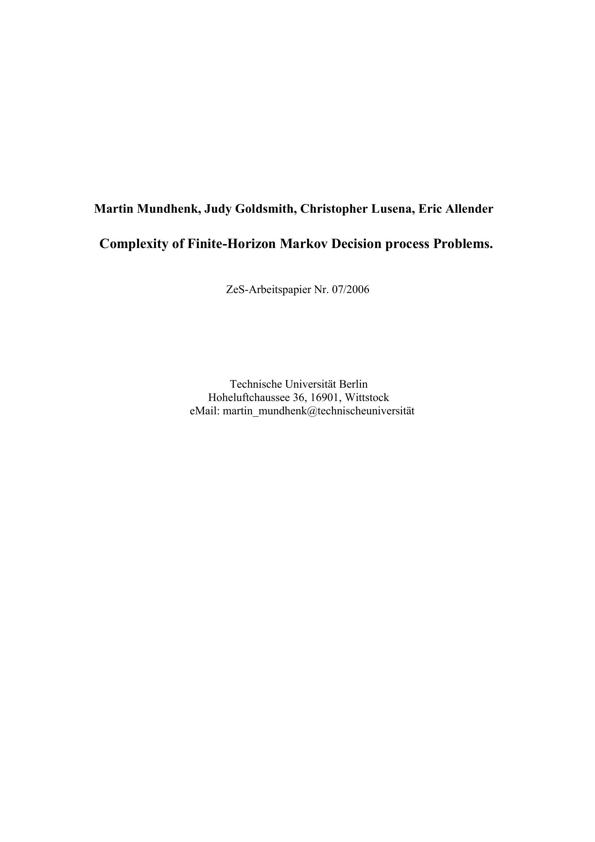 Martin Mundhenk, Judy Goldsmith, Christopher Lusena, Eric Allender
Complexity of Finite-Horizon Markov Decision process Problems.
ZeS-Arbeitspapier Nr. 07/2006
Technische Universität Berlin
Hoheluftchaussee 36, 16901, Wittstock
eMail: martin_mundhenk@technischeuniversität